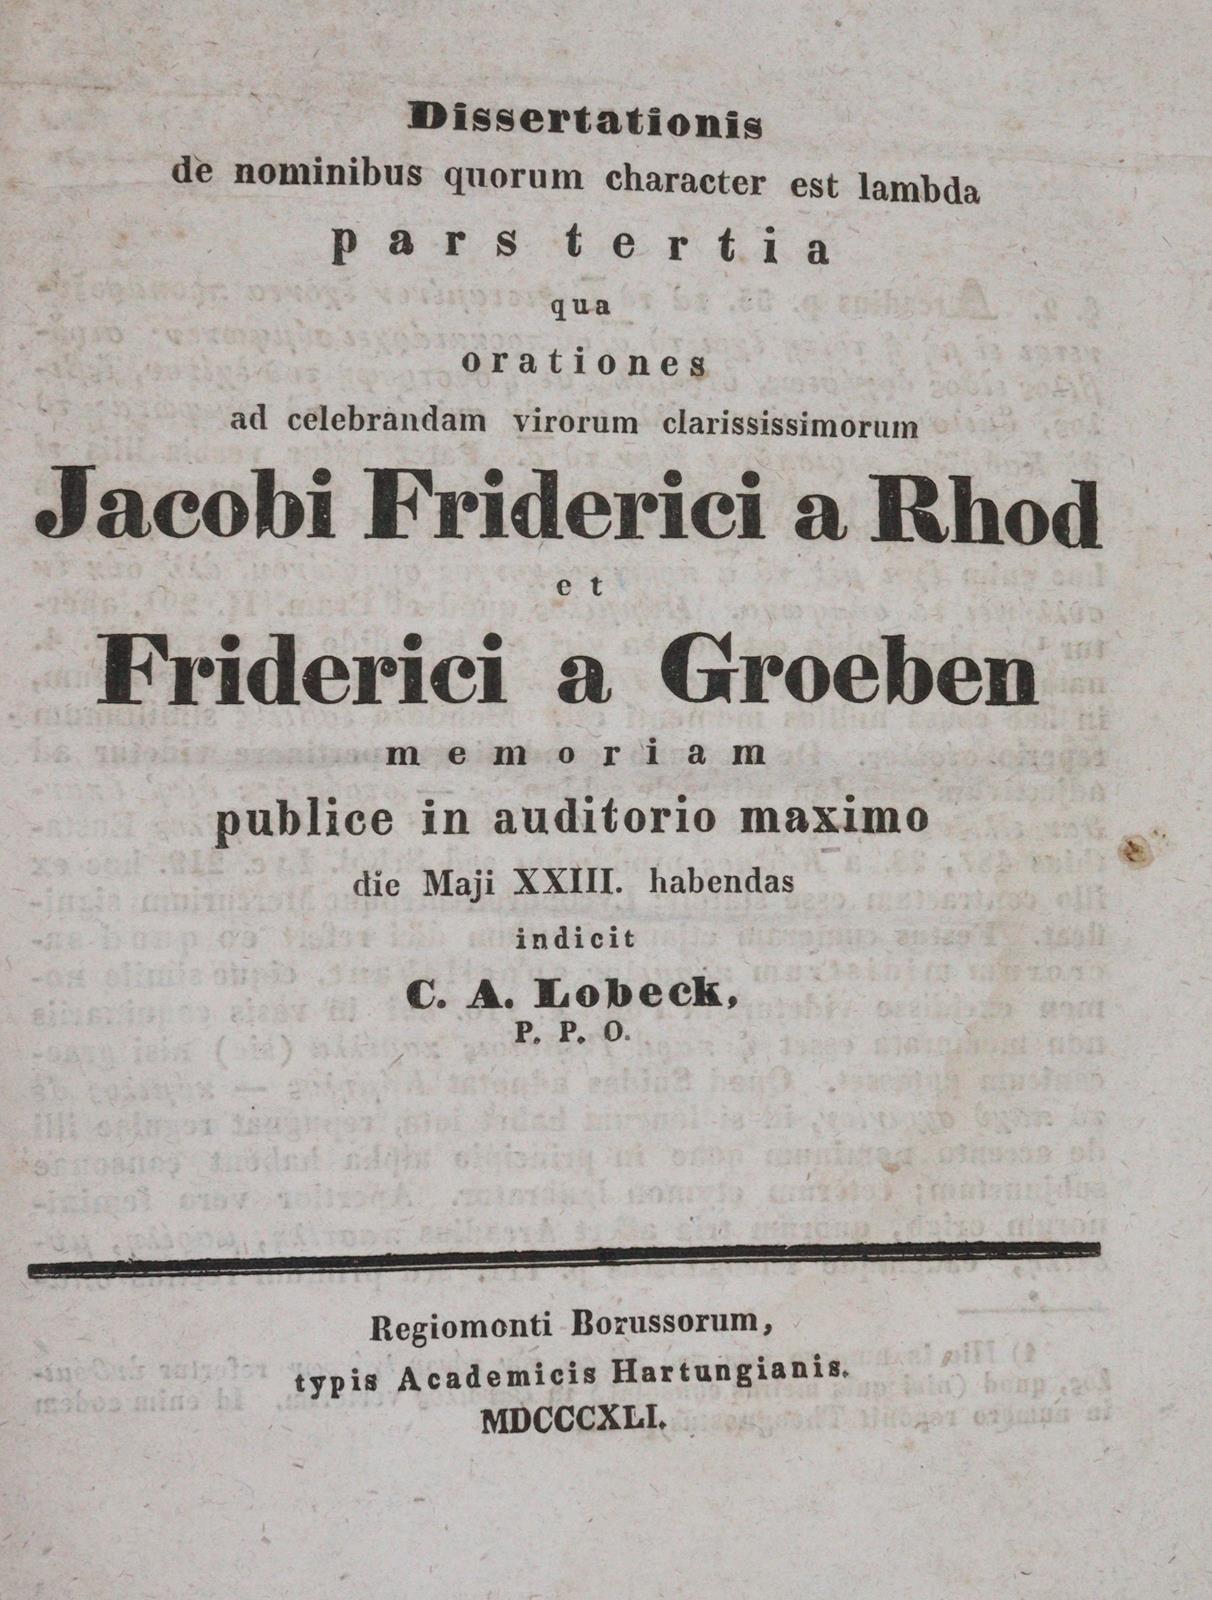 Dissertationis
de nominibus quorum character est lambda
pars tertia
qua
orationes
ad celebrandam virorum clarississimorum
Jacobi Friderici a Rhod
et
Friderici a Groeben
memoriam
publice in auditorio maximo
die Maji XXIII. habendas
indicit
C. A. Lobeck,
P. P. O.
Regiomonti Borussorum,
typis Academicis Hartungianis.
MDCCCXLI.